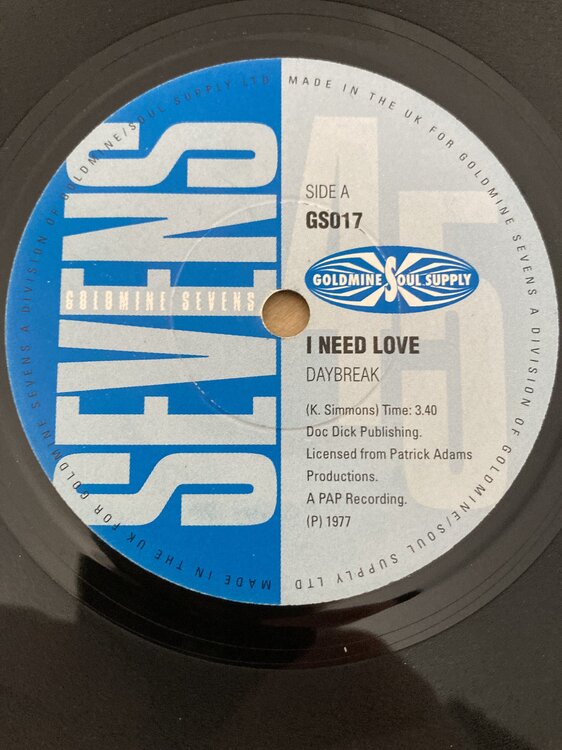 MADE IN THE UK FOR GOLDMINE SEVENS A DIVISION OF GOLDMINE/SOUL SUPPLY LTD
MADE IN THE UK FOR GOLDMINE SEVENS A DIVISION OF GOLDMINE/SOUL SUPPLY LTD
SEVENS
GOLDMINE SEVENS
45
SIDE A
GS017
GOLDMINE SOUL SUPPLY
I NEED LOVE
DAYBREAK
(K. Simmons) Time: 3.40
Doc Dick Publishing.
Licensed from Patrick Adams
Productions.
A PAP Recording.
(P) 1977